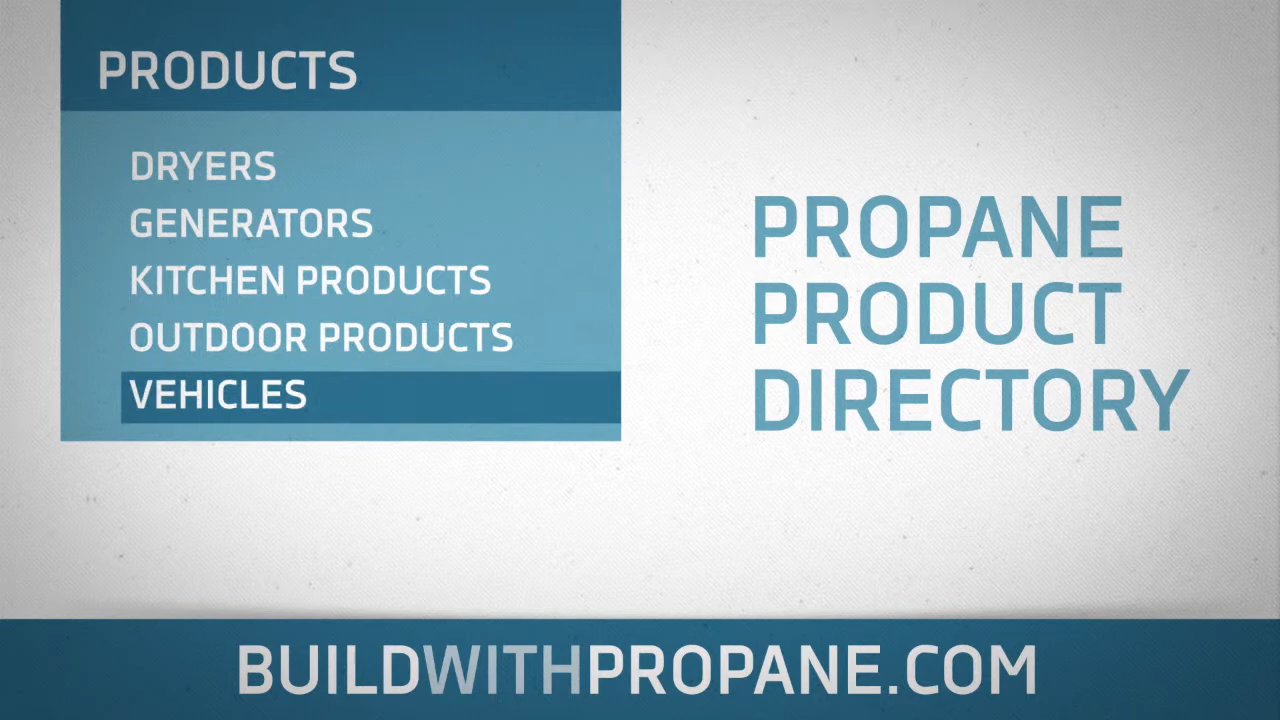 PRODUCTS
DRYERS
GENERATORS
KITCHEN PRODUCTS
OUTDOOR PRODUCTS
VEHICLES
PROPANE
PRODUCT
DIRECTORY
BUILDWITHPROPANE.COM